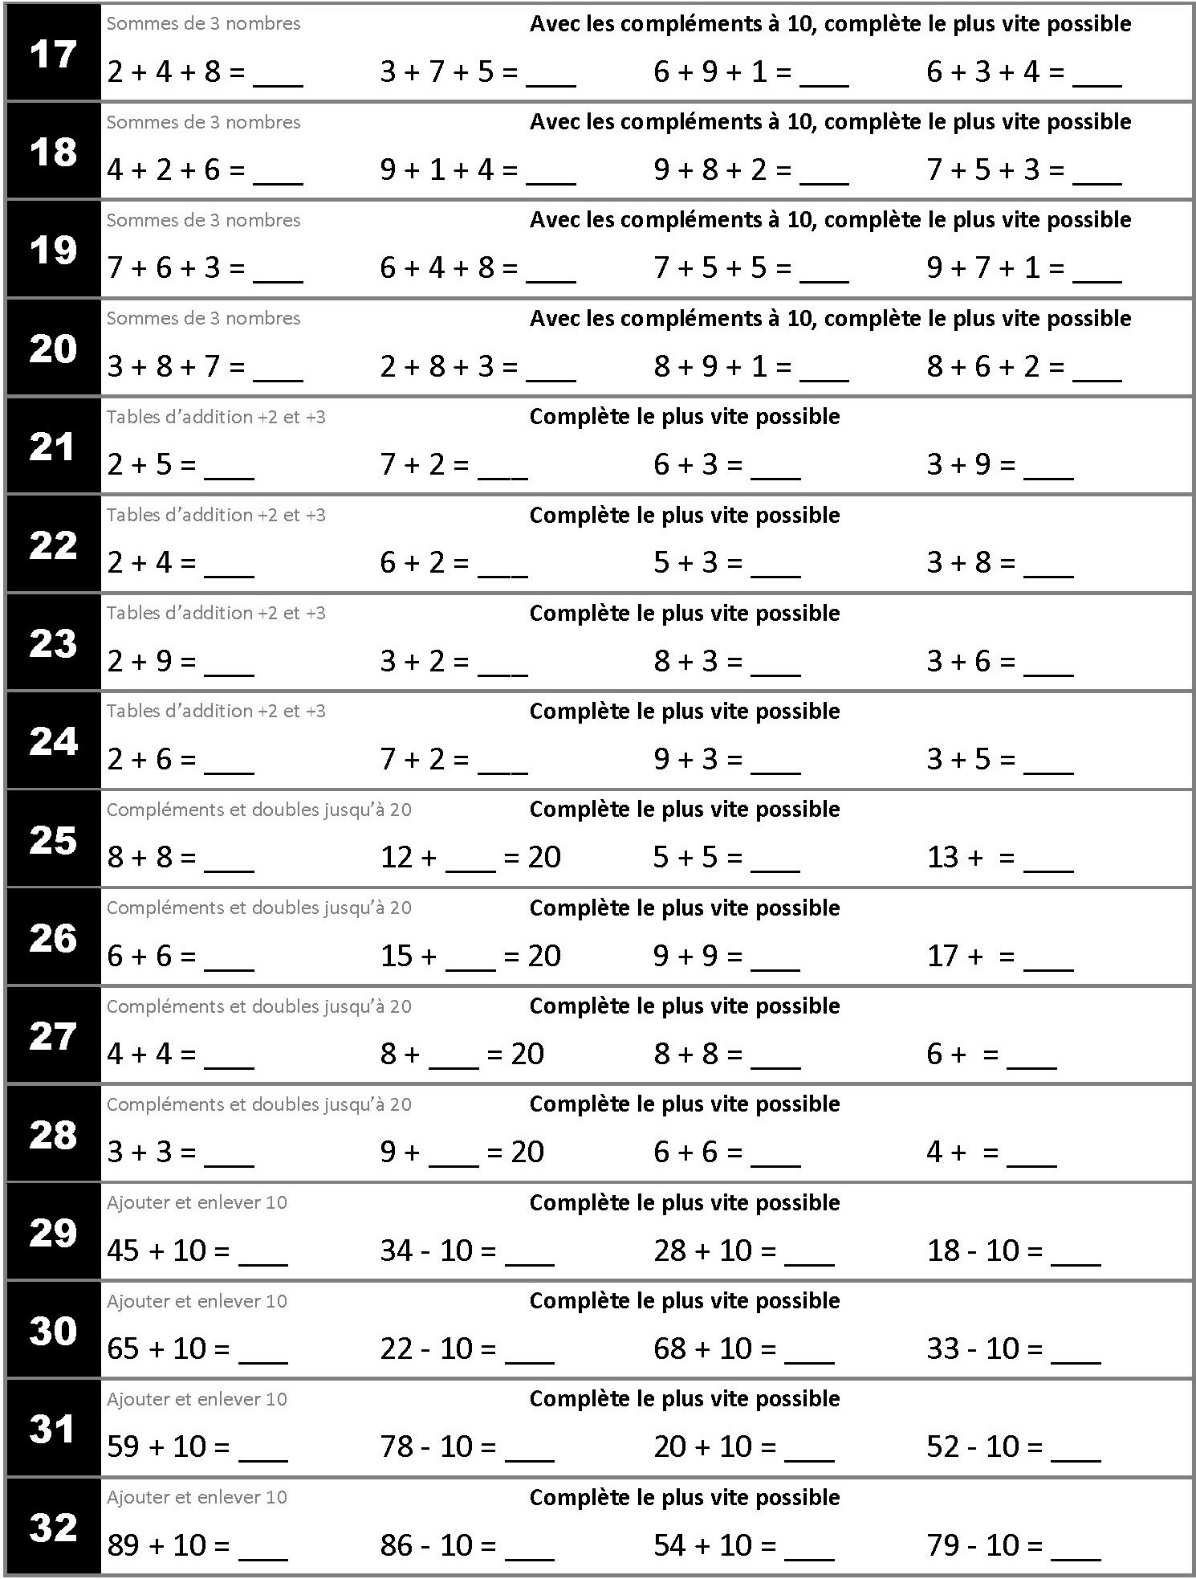 17
Sommes de 3 nombres Avec les compléments à 10, complète le plus vite possible
2 + 4 + 8 = ___ 3 + 7 + 5 = ___ 6 + 9 + 1 = ___ 6 + 3 + 4 = ___
18
Sommes de 3 nombres Avec les compléments à 10, complète le plus vite possible
4 + 2 + 6 = ___ 9 + 1 + 4 = ___ 9 + 8 + 2 = ___ 7 + 5 + 3 = ___
19
Sommes de 3 nombres Avec les compléments à 10, complète le plus vite possible
7 + 6 + 3 = ___ 6 + 4 + 8 = ___ 7 + 5 + 5 = ___ 9 + 7 + 1 = ___
20
Sommes de 3 nombres Avec les compléments à 10, complète le plus vite possible
3 + 8 + 7 = ___ 2 + 8 + 3 = ___ 8 + 9 + 1 = ___ 8 + 6 + 2 = ___
21
Tables d’addition +2 et +3 Complète le plus vite possible
2 + 5 = ___ 7 + 2 = ___ 6 + 3 = ___ 3 + 9 = ___
22
Tables d’addition +2 et +3 Complète le plus vite possible
2 + 4 = ___ 6 + 2 = ___ 5 + 3 = ___ 3 + 8 = ___
23
Tables d’addition +2 et +3 Complète le plus vite possible
2 + 9 = ___ 3 + 2 = ___ 8 + 3 = ___ 3 + 6 = ___
24
Tables d’addition +2 et +3 Complète le plus vite possible
2 + 6 = ___ 7 + 2 = ___ 9 + 3 = ___ 3 + 5 = ___
25
Compléments et doubles jusqu’à 20 Complète le plus vite possible
8 + 8 = ___ 12 + ___ = 20 5 + 5 = ___ 13 + = ___
26
Compléments et doubles jusqu’à 20 Complète le plus vite possible
6 + 6 = ___ 15 + ___ = 20 9 + 9 = ___ 17 + = ___
27
Compléments et doubles jusqu’à 20 Complète le plus vite possible
4 + 4 = ___ 8 + ___ = 20 8 + 8 = ___ 6 + = ___
28
Compléments et doubles jusqu’à 20 Complète le plus vite possible
3 + 3 = ___ 9 + ___ = 20 6 + 6 = ___ 4 + = ___
29
Ajouter et enlever 10 Complète le plus vite possible
45 + 10 = ___ 34 - 10 = ___ 28 + 10 = ___ 18 - 10 = ___
30
Ajouter et enlever 10 Complète le plus vite possible
65 + 10 = ___ 22 - 10 = ___ 68 + 10 = ___ 33 - 10 = ___
31
Ajouter et enlever 10 Complète le plus vite possible
59 + 10 = ___ 78 - 10 = ___ 20 + 10 = ___ 52 - 10 = ___
32
Ajouter et enlever 10 Complète le plus vite possible
89 + 10 = ___ 86 - 10 = ___ 54 + 10 = ___ 79 - 10 = ___